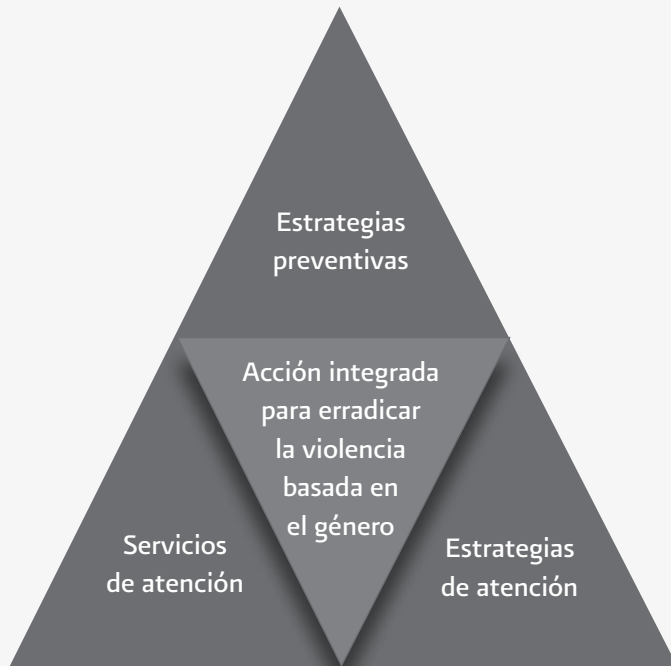 Estrategias
preventivas
Acción integrada
para erradicar
la violencia
basada en
el género
Servicios
de atención
Estrategias
de atención